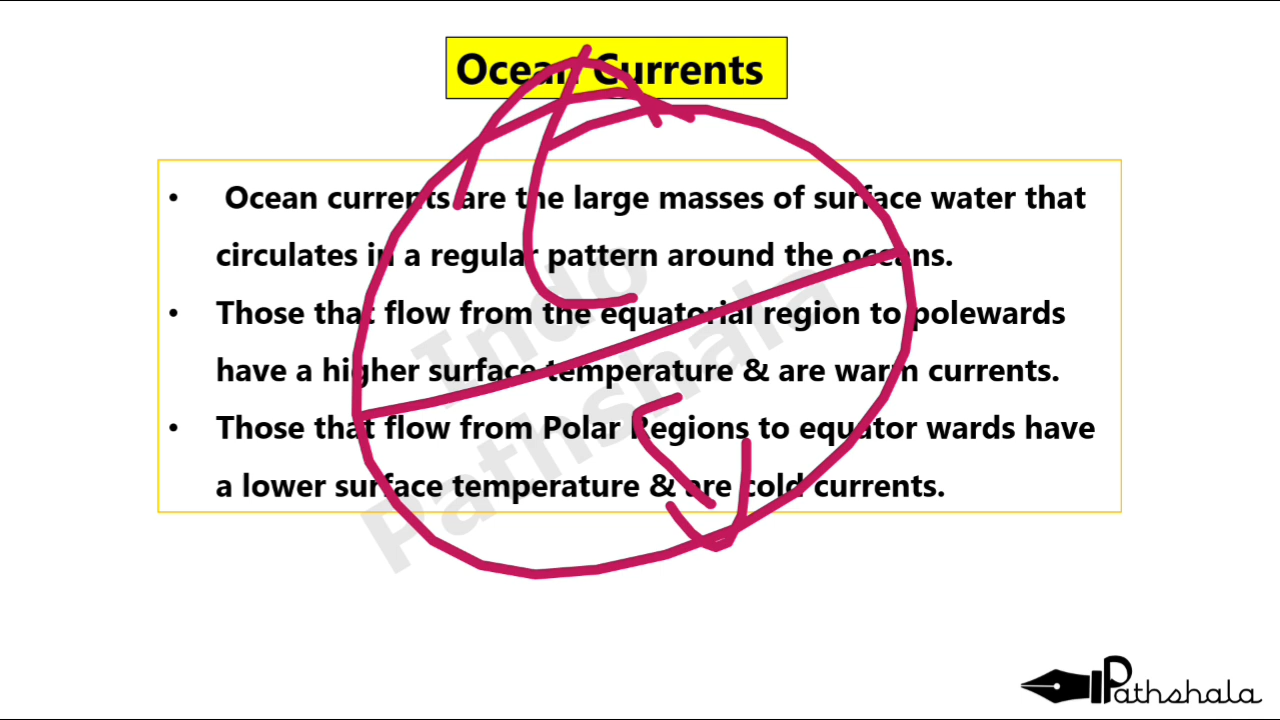 Ocean Currents
• Ocean currents are the large masses of surface water that
circulates in a regular pattern around the oceans.
• Those that flow from the equatorial region to polewards
have a higher surface temperature & are warm currents.
• Those that flow from Polar Regions to equator wards have
a lower surface temperature & are cold currents.
Indo
Pathshala
Pathshala